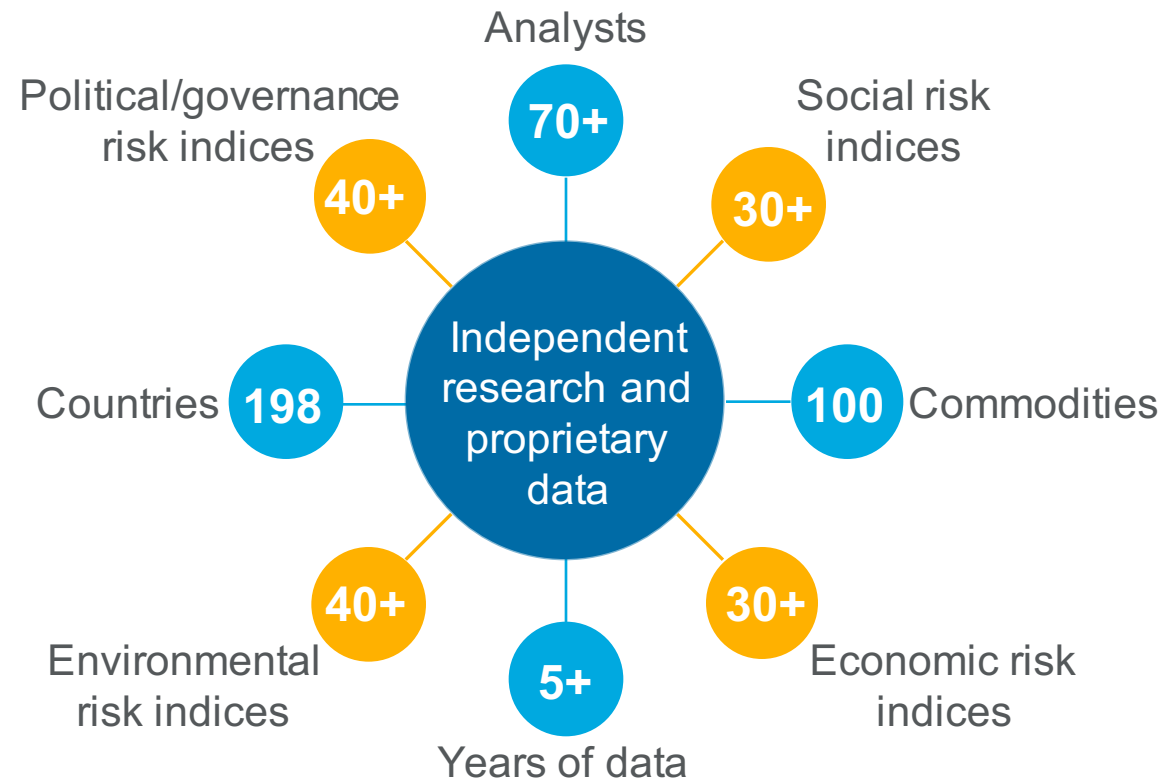 Analysts
70+
Political/governance
risk indices
40+
Social risk
indices
30+
Independent
research and
proprietary
data
Countries
198
100
Commodities
40+
Environmental
risk indices
5+
Years of data
30+
Economic risk
indices